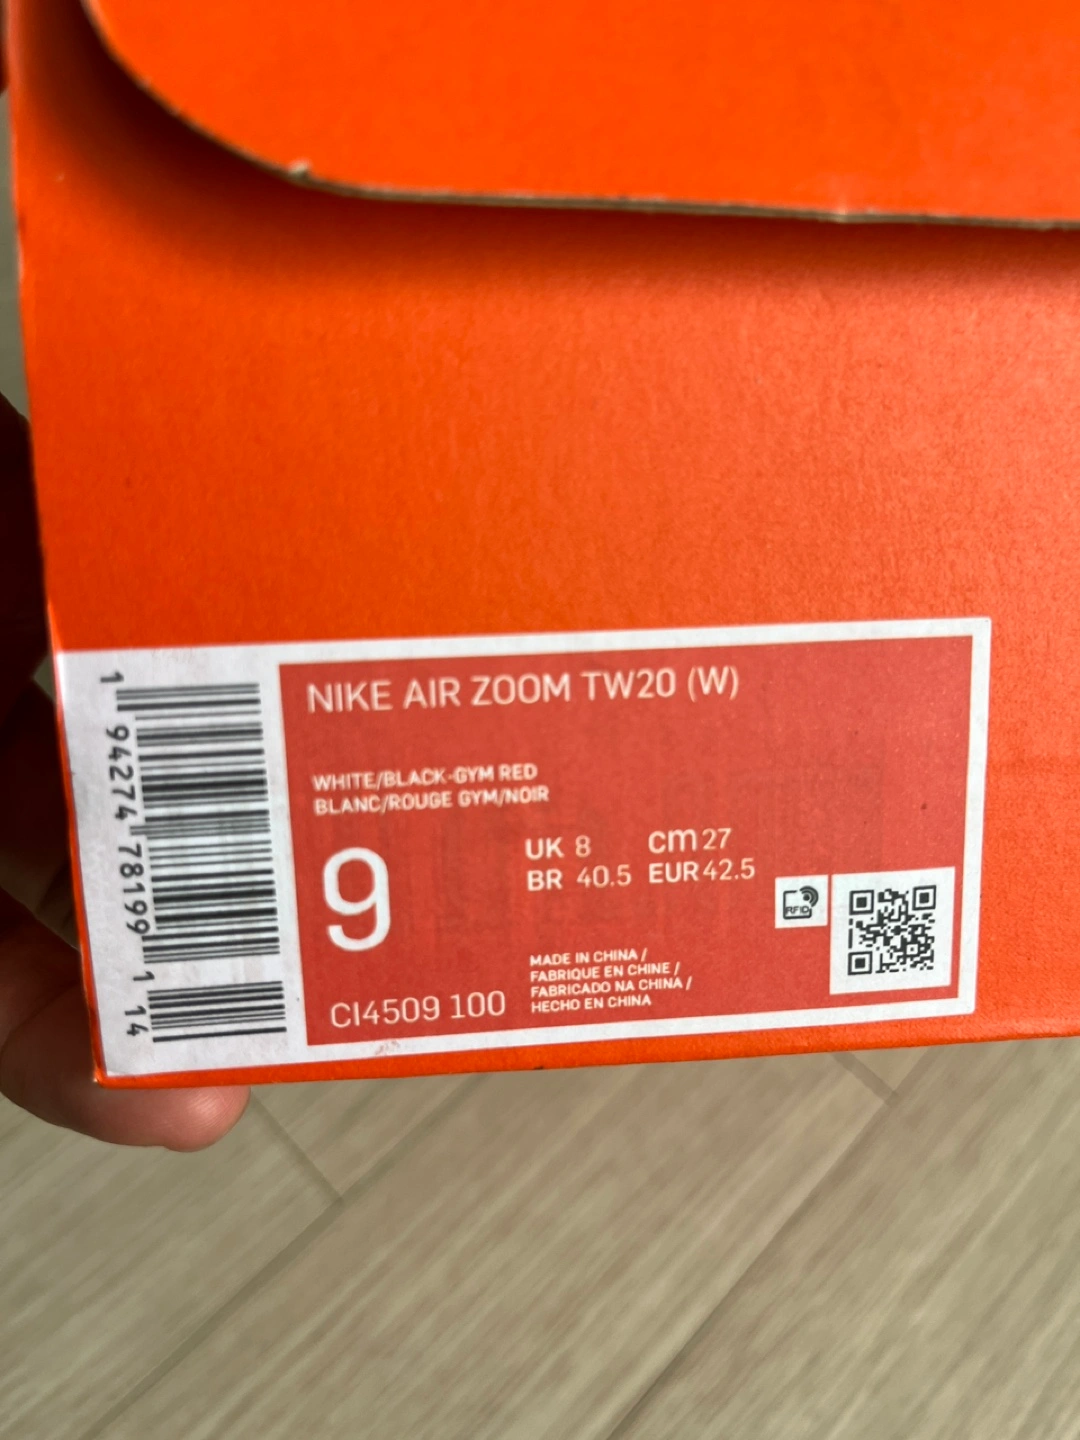 NIKE AIR ZOOM TW20 (W)
WHITE/BLACK-GYM RED
BLANC/ROUGE GYM/NOIR
9
UK 8 cm 27
BR 40.5 EUR 42.5
RFID
MADE IN CHINA /
FABRIQUE EN CHINE /
FABRICADO NA CHINA /
HECHO EN CHINA
CI4509 100
1 94274 78199 1 14